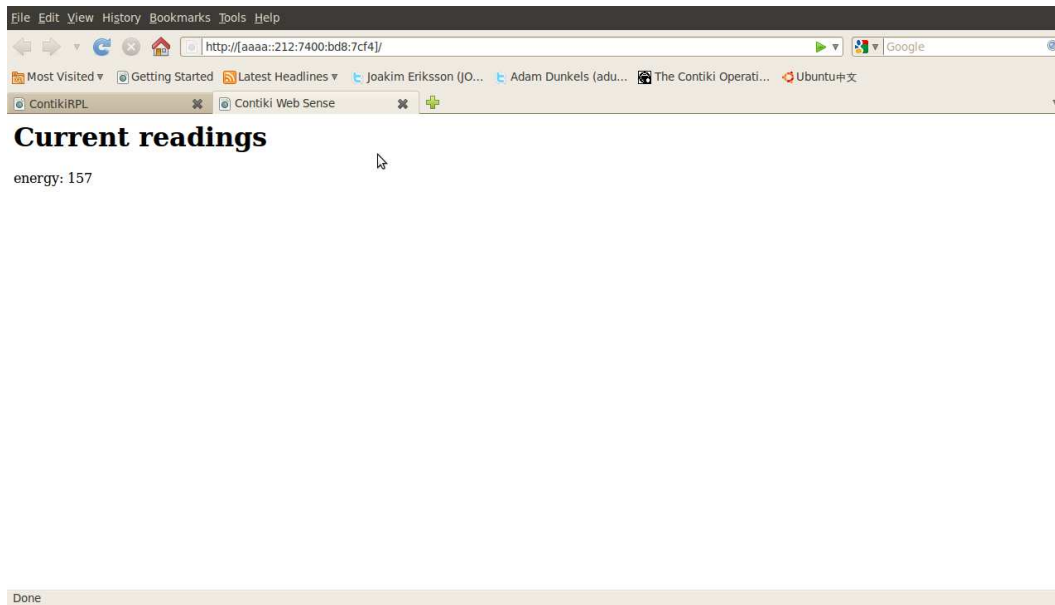 File Edit View History Bookmarks Tools Help
http://[aaaa::212:7400:bd8:7cf4]/ Google
Most Visited Getting Started Latest Headlines Joakim Eriksson (JO... Adam Dunkels (adu... The Contiki Operati... Ubuntu中文
ContikiRPL Contiki Web Sense
Current readings
energy: 157
Done